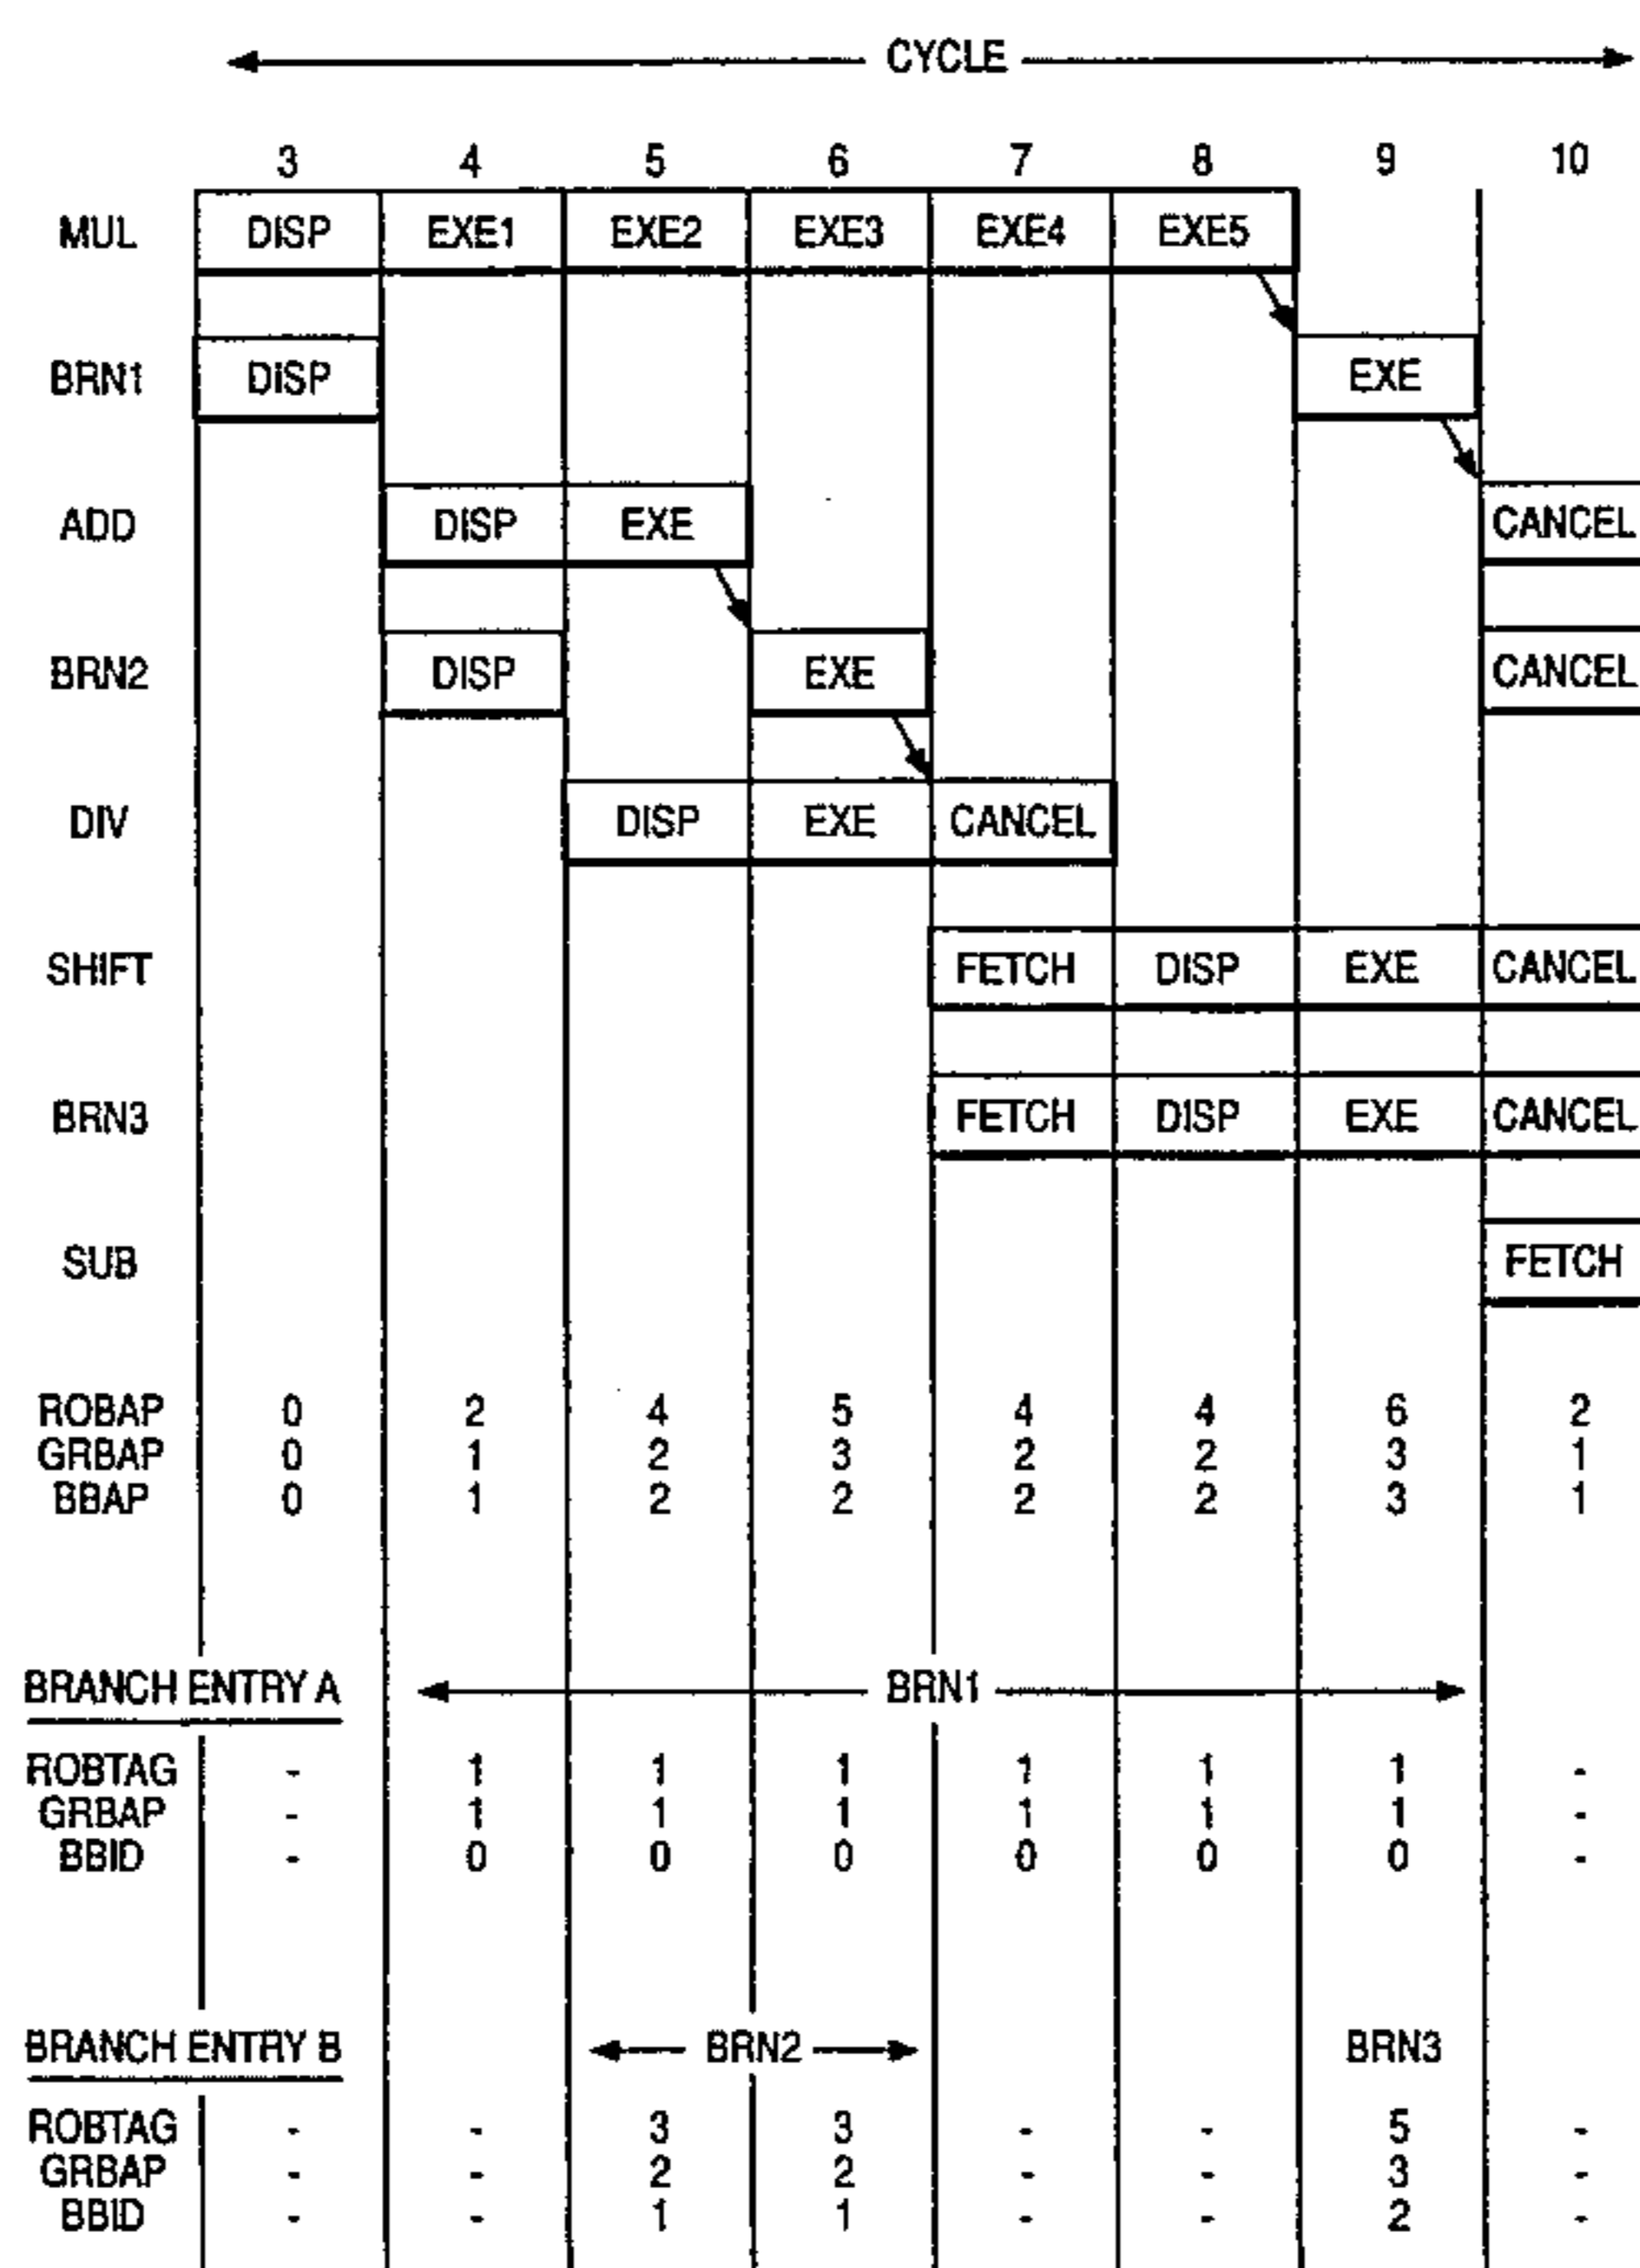 CYCLE
3 4 5 6 7 8 9 10
MUL DISP EXE1 EXE2 EXE3 EXE4 EXE5
BRN1 DISP EXE
ADD DISP EXE CANCEL
BRN2 DISP EXE CANCEL
DIV DISP EXE CANCEL
SHIFT FETCH DISP EXE CANCEL
BRN3 FETCH DISP EXE CANCEL
SUB FETCH
ROBAP 0 2 4 5 4 4 6 2
GRBAP 0 1 2 3 2 2 3 1
BBAP 0 1 2 2 2 2 3 1
BRANCH ENTRY A BRN1
ROBTAG - 1 1 1 1 1 1 -
GRBAP - 1 1 1 1 1 1 -
BBID - 0 0 0 0 0 0 -
BRANCH ENTRY B BRN2 BRN3
ROBTAG - - 3 3 - - 5 -
GRBAP - - 2 2 - - 3 -
BBID - - 1 1 - - 2 -